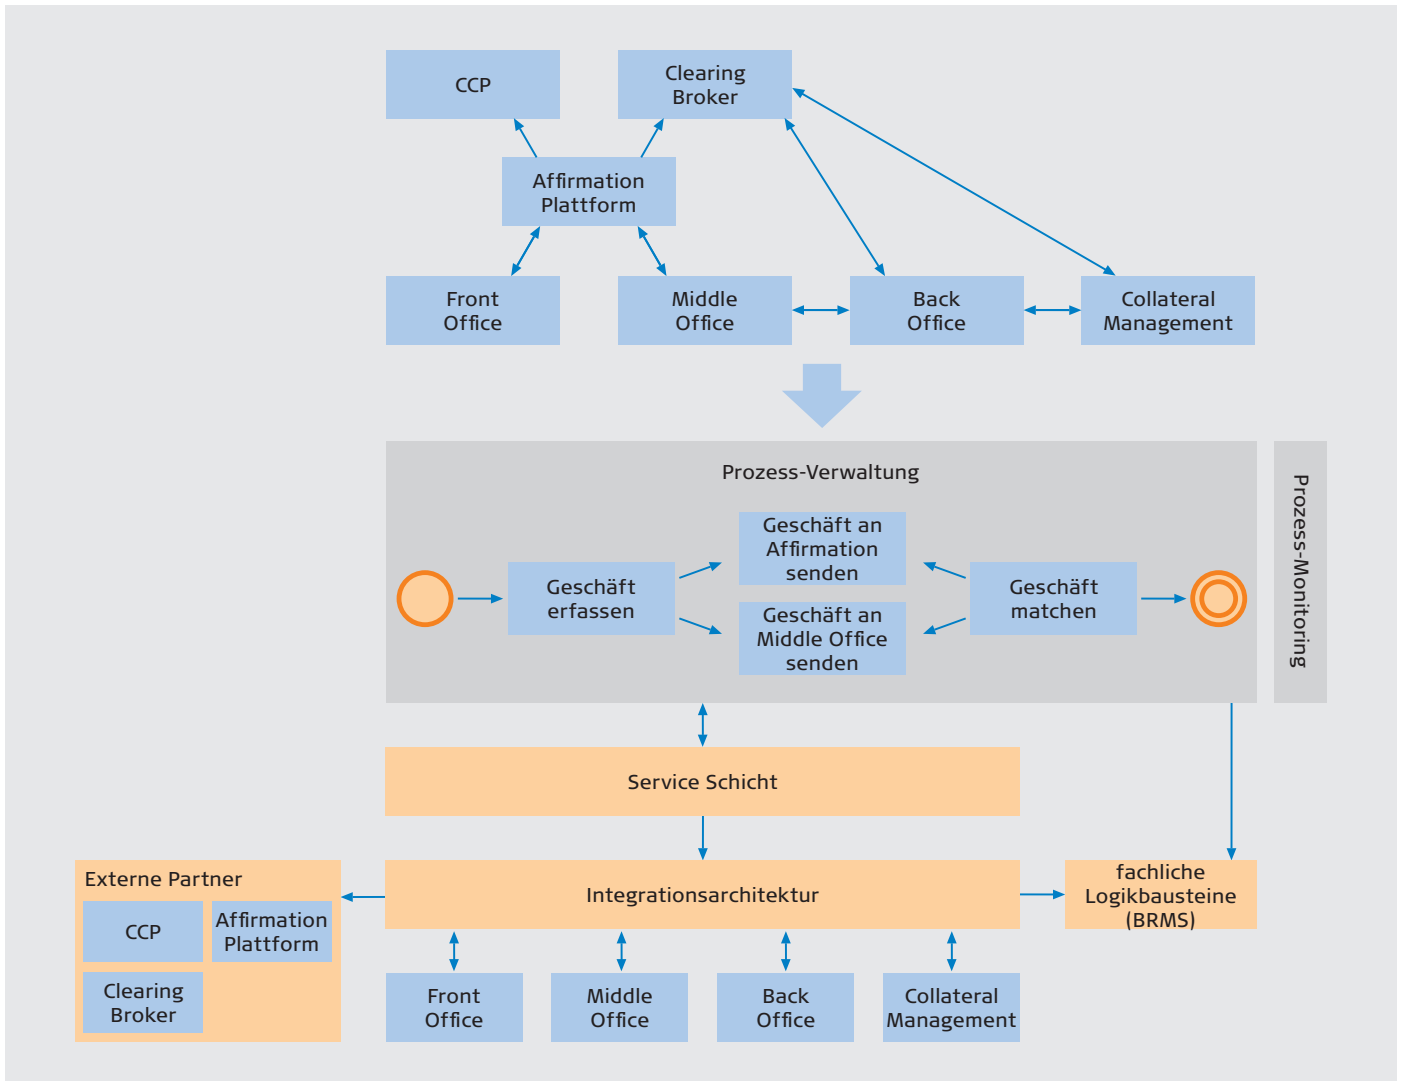 CCP
Clearing
Broker
Affirmation
Plattform
Front
Office
Middle
Office
Back
Office
Collateral
Management
Prozess-Verwaltung
Prozess-Monitoring
Geschäft
erfassen
Geschäft an
Affirmation
senden
Geschäft an
Middle Office
senden
Geschäft
matchen
Service Schicht
Externe Partner
CCP
Affirmation
Plattform
Clearing
Broker
Integrationsarchitektur
fachliche
Logikbausteine
(BRMS)
Front
Office
Middle
Office
Back
Office
Collateral
Management